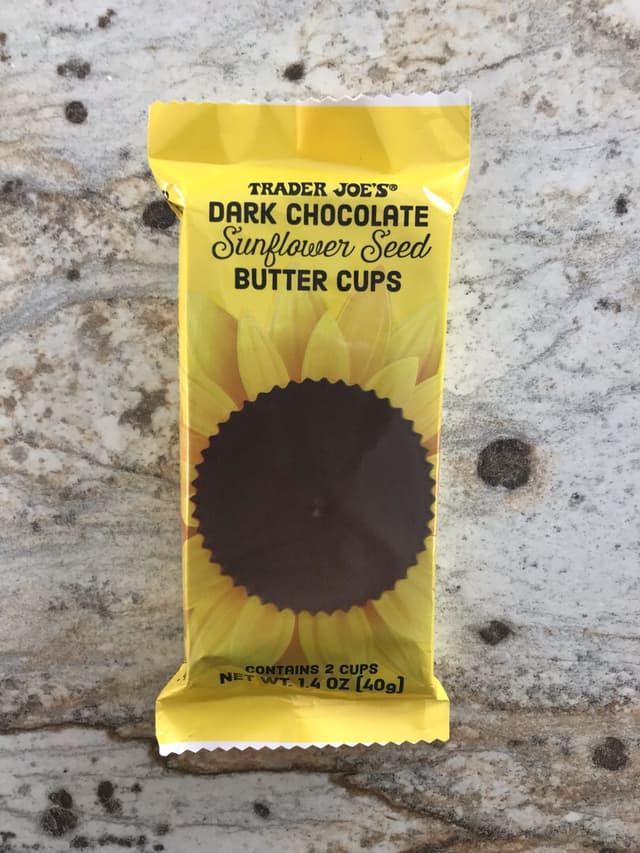 TRADER JOE'S®
DARK CHOCOLATE
Sunflower Seed
BUTTER CUPS
CONTAINS 2 CUPS
NET WT. 1.4 OZ [40g]